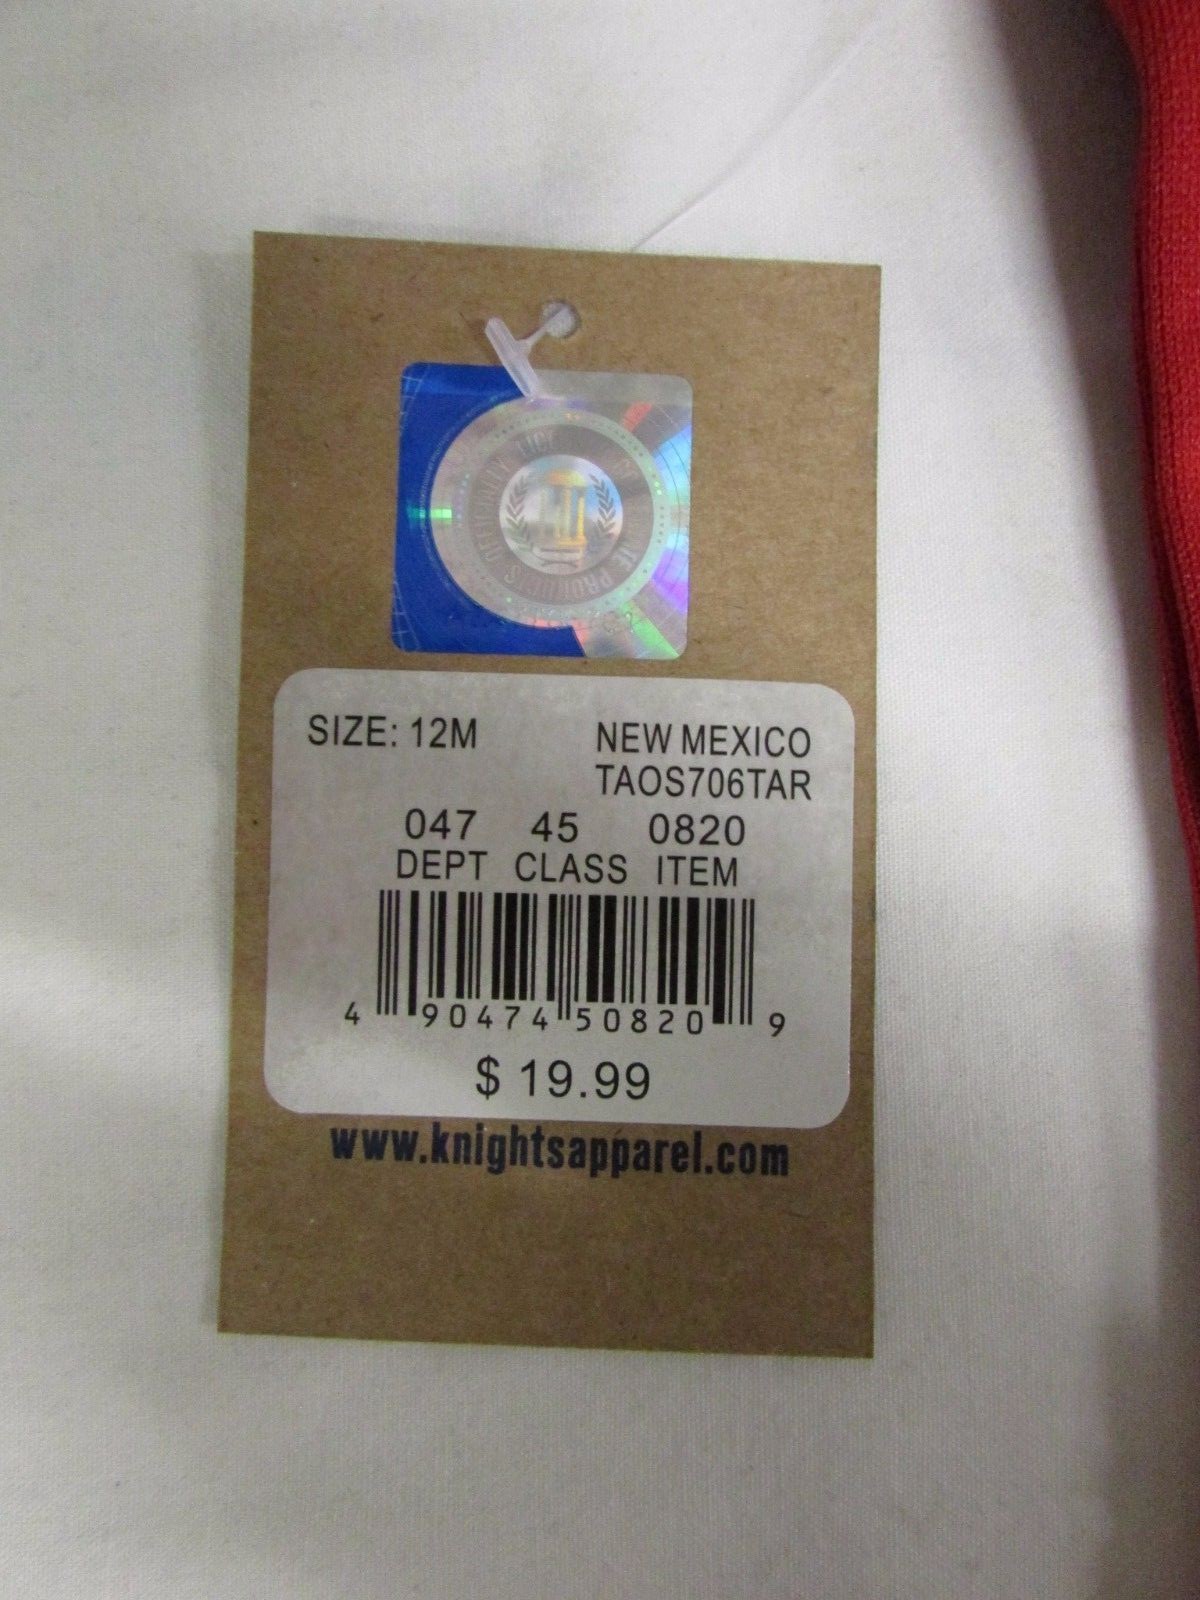 SIZE: 12M
NEW MEXICO
TAOS706TAR
047 45 0820
DEPT CLASS ITEM
4 90474 50820 9
$ 19.99
www.knightsapparel.com